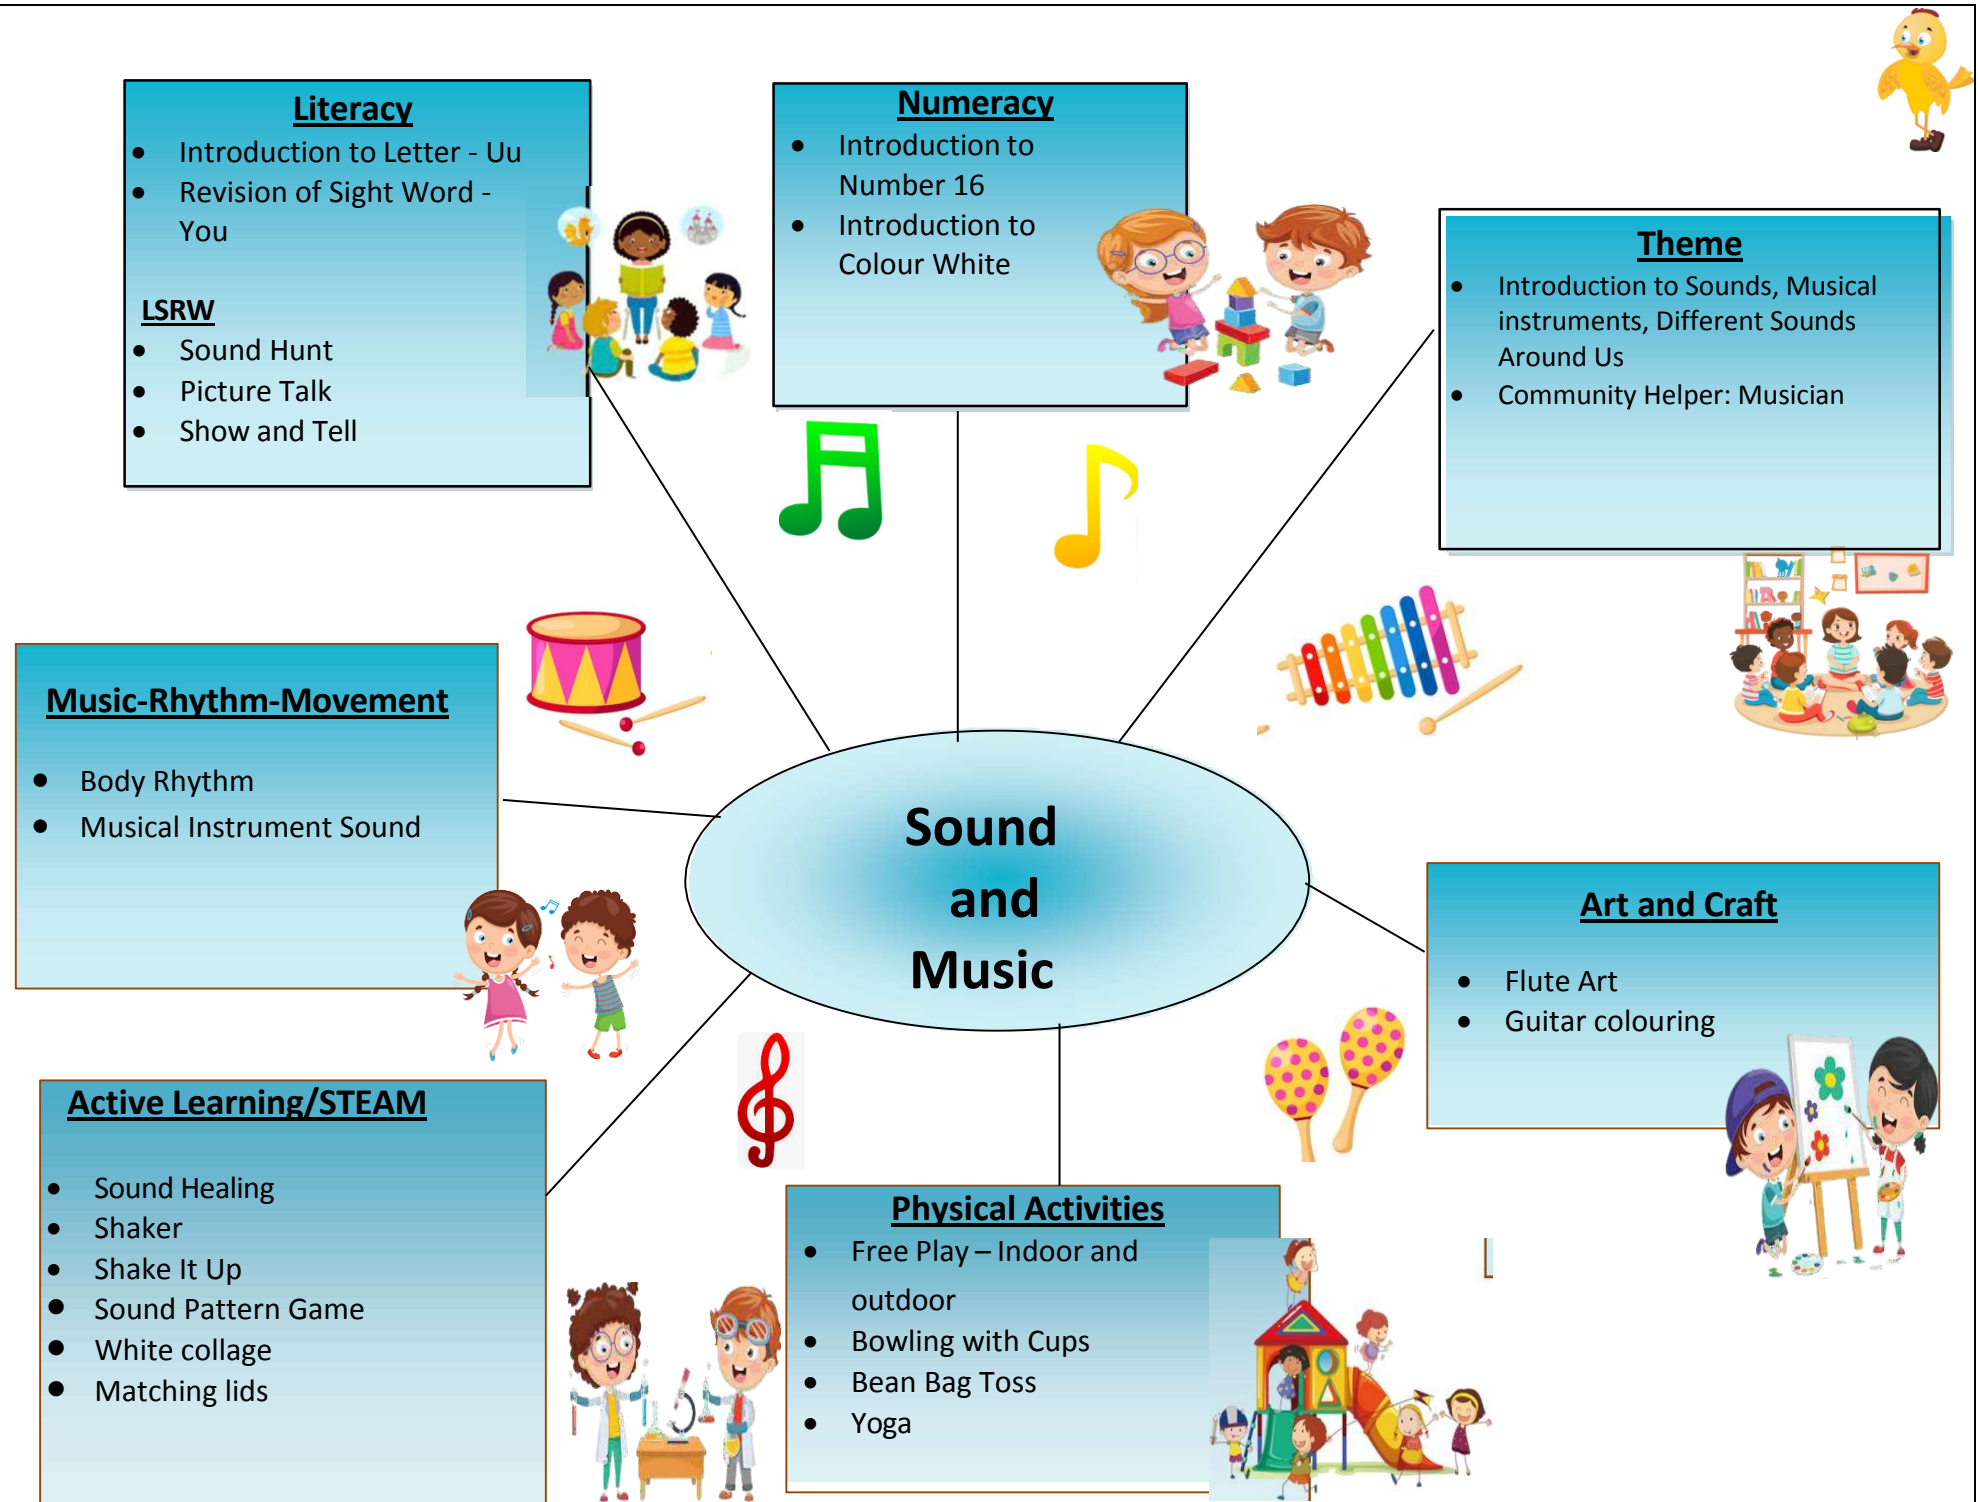 Literacy
• Introduction to Letter - Uu
• Revision of Sight Word -
You
LSRW
• Sound Hunt
• Picture Talk
• Show and Tell
Numeracy
• Introduction to
Number 16
• Introduction to
Colour White
Theme
• Introduction to Sounds, Musical
instruments, Different Sounds
Around Us
• Community Helper: Musician
Music-Rhythm-Movement
• Body Rhythm
• Musical Instrument Sound
Sound
and
Music
Art and Craft
• Flute Art
• Guitar colouring
Active Learning/STEAM
• Sound Healing
• Shaker
• Shake It Up
• Sound Pattern Game
• White collage
• Matching lids
Physical Activities
• Free Play – Indoor and
outdoor
• Bowling with Cups
• Bean Bag Toss
• Yoga